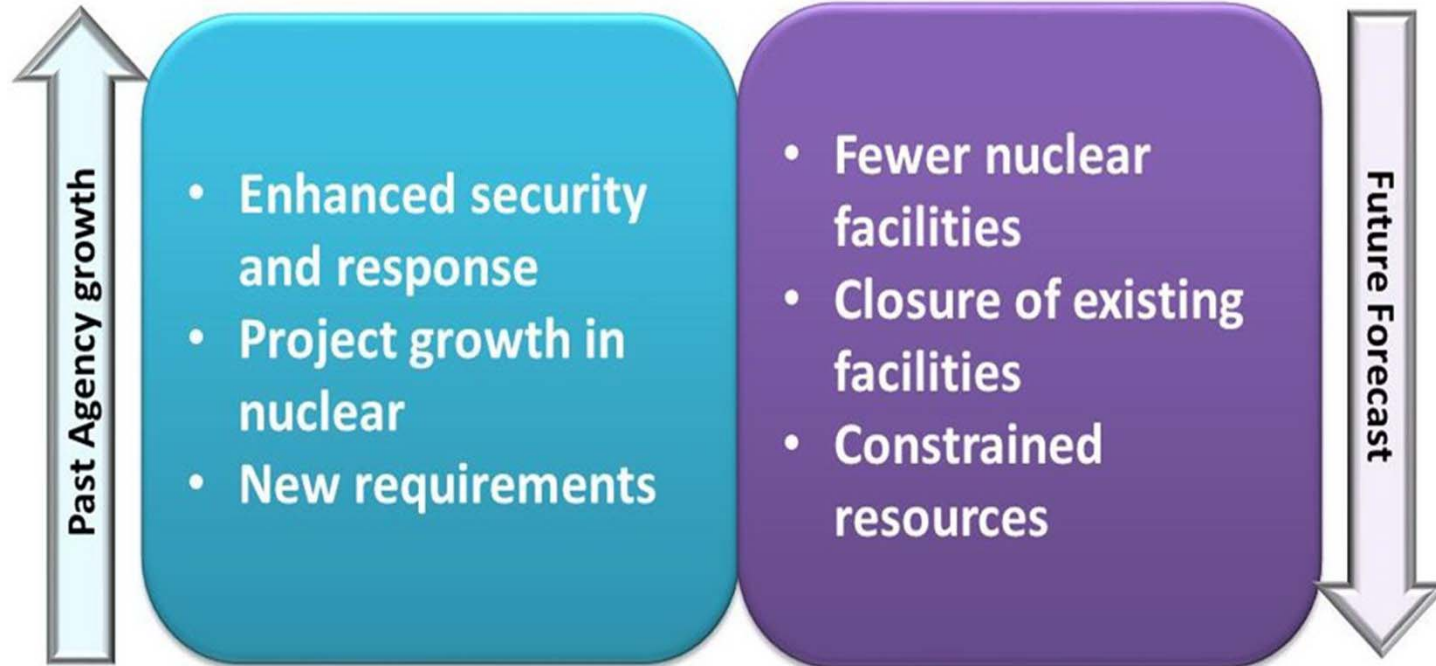 Past Agency growth
• Enhanced security
and response
• Project growth in
nuclear
• New requirements
• Fewer nuclear
facilities
• Closure of existing
facilities
• Constrained
resources
Future Forecast